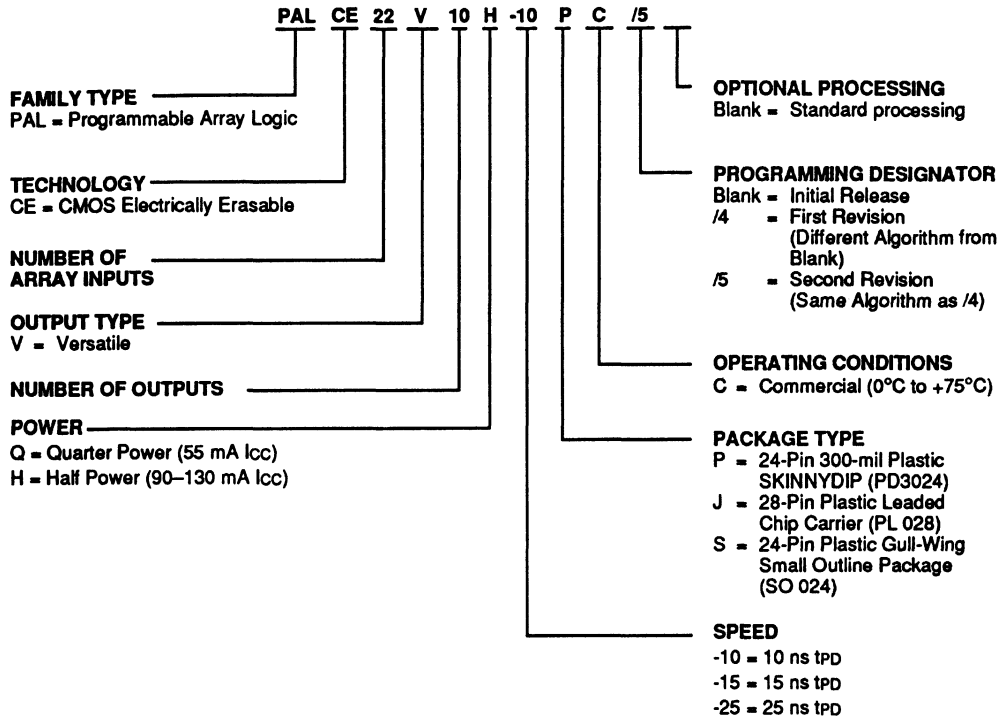 PAL CE 22 V 10 H -10 P C /5
FAMILY TYPE
PAL = Programmable Array Logic
TECHNOLOGY
CE = CMOS Electrically Erasable
NUMBER OF
ARRAY INPUTS
OUTPUT TYPE
V = Versatile
NUMBER OF OUTPUTS
POWER
Q = Quarter Power (55 mA ICC)
H = Half Power (90–130 mA ICC)
OPTIONAL PROCESSING
Blank = Standard processing
PROGRAMMING DESIGNATOR
Blank = Initial Release
/4 = First Revision
(Different Algorithm from
Blank)
/5 = Second Revision
(Same Algorithm as /4)
OPERATING CONDITIONS
C = Commercial (0°C to +75°C)
PACKAGE TYPE
P = 24-Pin 300-mil Plastic
SKINNYDIP (PD3024)
J = 28-Pin Plastic Leaded
Chip Carrier (PL 028)
S = 24-Pin Plastic Gull-Wing
Small Outline Package
(SO 024)
SPEED
-10 = 10 ns tPD
-15 = 15 ns tPD
-25 = 25 ns tPD